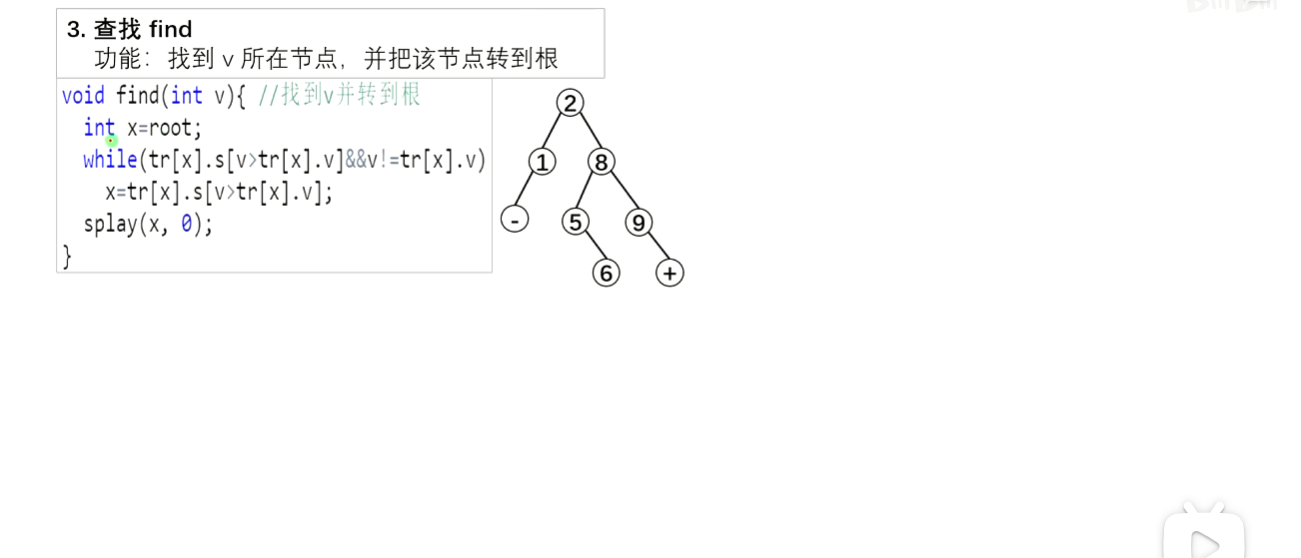 3. 查找 find
功能：找到 v 所在节点，并把该节点转到根
void find(int v){ //找到v并转到根
int x=root;
while(tr[x].s[v>tr[x].v]&&v!=tr[x].v)
x=tr[x].s[v>tr[x].v];
splay(x, 0);
}
2
1 8
- 5 9
6 +